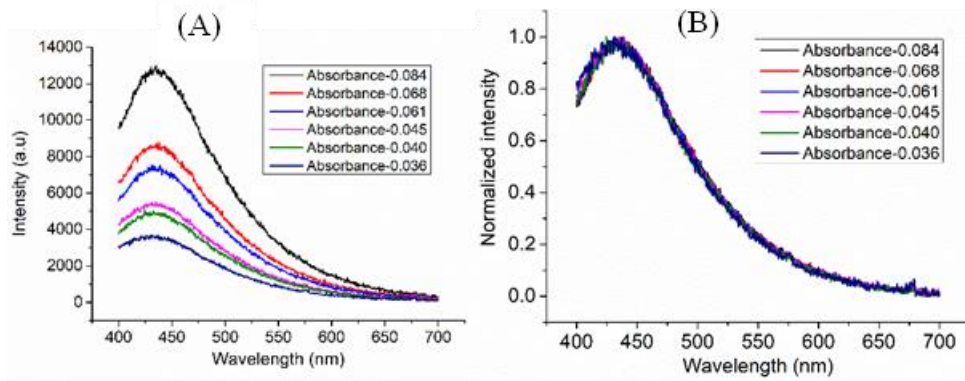 (A)
14000
12000
10000
8000
6000
4000
2000
0
Intensity (a.u)
Absorbance-0.084
Absorbance-0.068
Absorbance-0.061
Absorbance-0.045
Absorbance-0.040
Absorbance-0.036
400 450 500 550 600 650 700
Wavelength (nm)
(B)
1.0
0.8
0.6
0.4
0.2
0.0
Normalized intensity
Absorbance-0.084
Absorbance-0.068
Absorbance-0.061
Absorbance-0.045
Absorbance-0.040
Absorbance-0.036
400 450 500 550 600 650 700
Wavelength (nm)